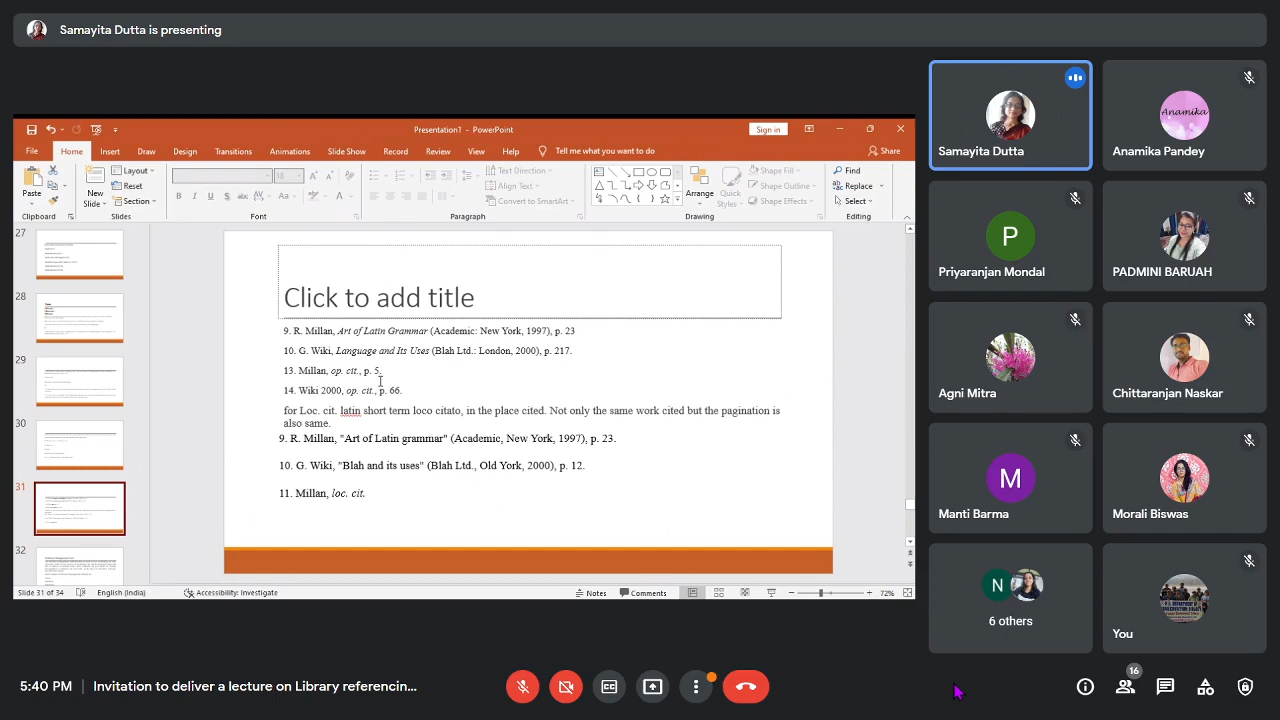 Samayita Dutta is presenting
Presentation1 - PowerPoint
Sign in
File Home Insert Draw Design Transitions Animations Slide Show Record Review View Help Tell me what you want to do Share
Paste
Clipboard
New
Slide
Layout
Reset
Section
Slides
18
B I U S
Aa
A
Font
Text Direction
Align Text
Convert to SmartArt
Paragraph
Arrange
Quick
Styles
Shape Fill
Shape Outline
Shape Effects
Drawing
Find
Replace
Select
Editing
27
28
29
30
31
32
Click to add title
9. R. Millan, Art of Latin Grammar (Academic: New York, 1997), p. 23
10. G. Wiki, Language and Its Uses (Blah Ltd.: London, 2000), p. 217.
13. Millan, op. cit., p. 5.
14. Wiki 2000, op. cit., p. 66.
for Loc. cit. latin short term loco citato, in the place cited. Not only the same work cited but the pagination is
also same.
9. R. Millan, "Art of Latin grammar" (Academic, New York, 1997), p. 23.
10. G. Wiki, "Blah and its uses" (Blah Ltd., Old York, 2000), p. 12.
11. Millan, loc. cit.
Slide 31 of 34 English (India) Accessibility: Investigate Notes Comments 72%
Samayita Dutta
Anamika
Anamika Pandey
P
Priyaranjan Mondal
PADMINI BARUAH
Agni Mitra
Chittaranjan Naskar
M
Manti Barma
Morali Biswas
N
6 others
You
5:40 PM Invitation to deliver a lecture on Library referencin...
CC
16